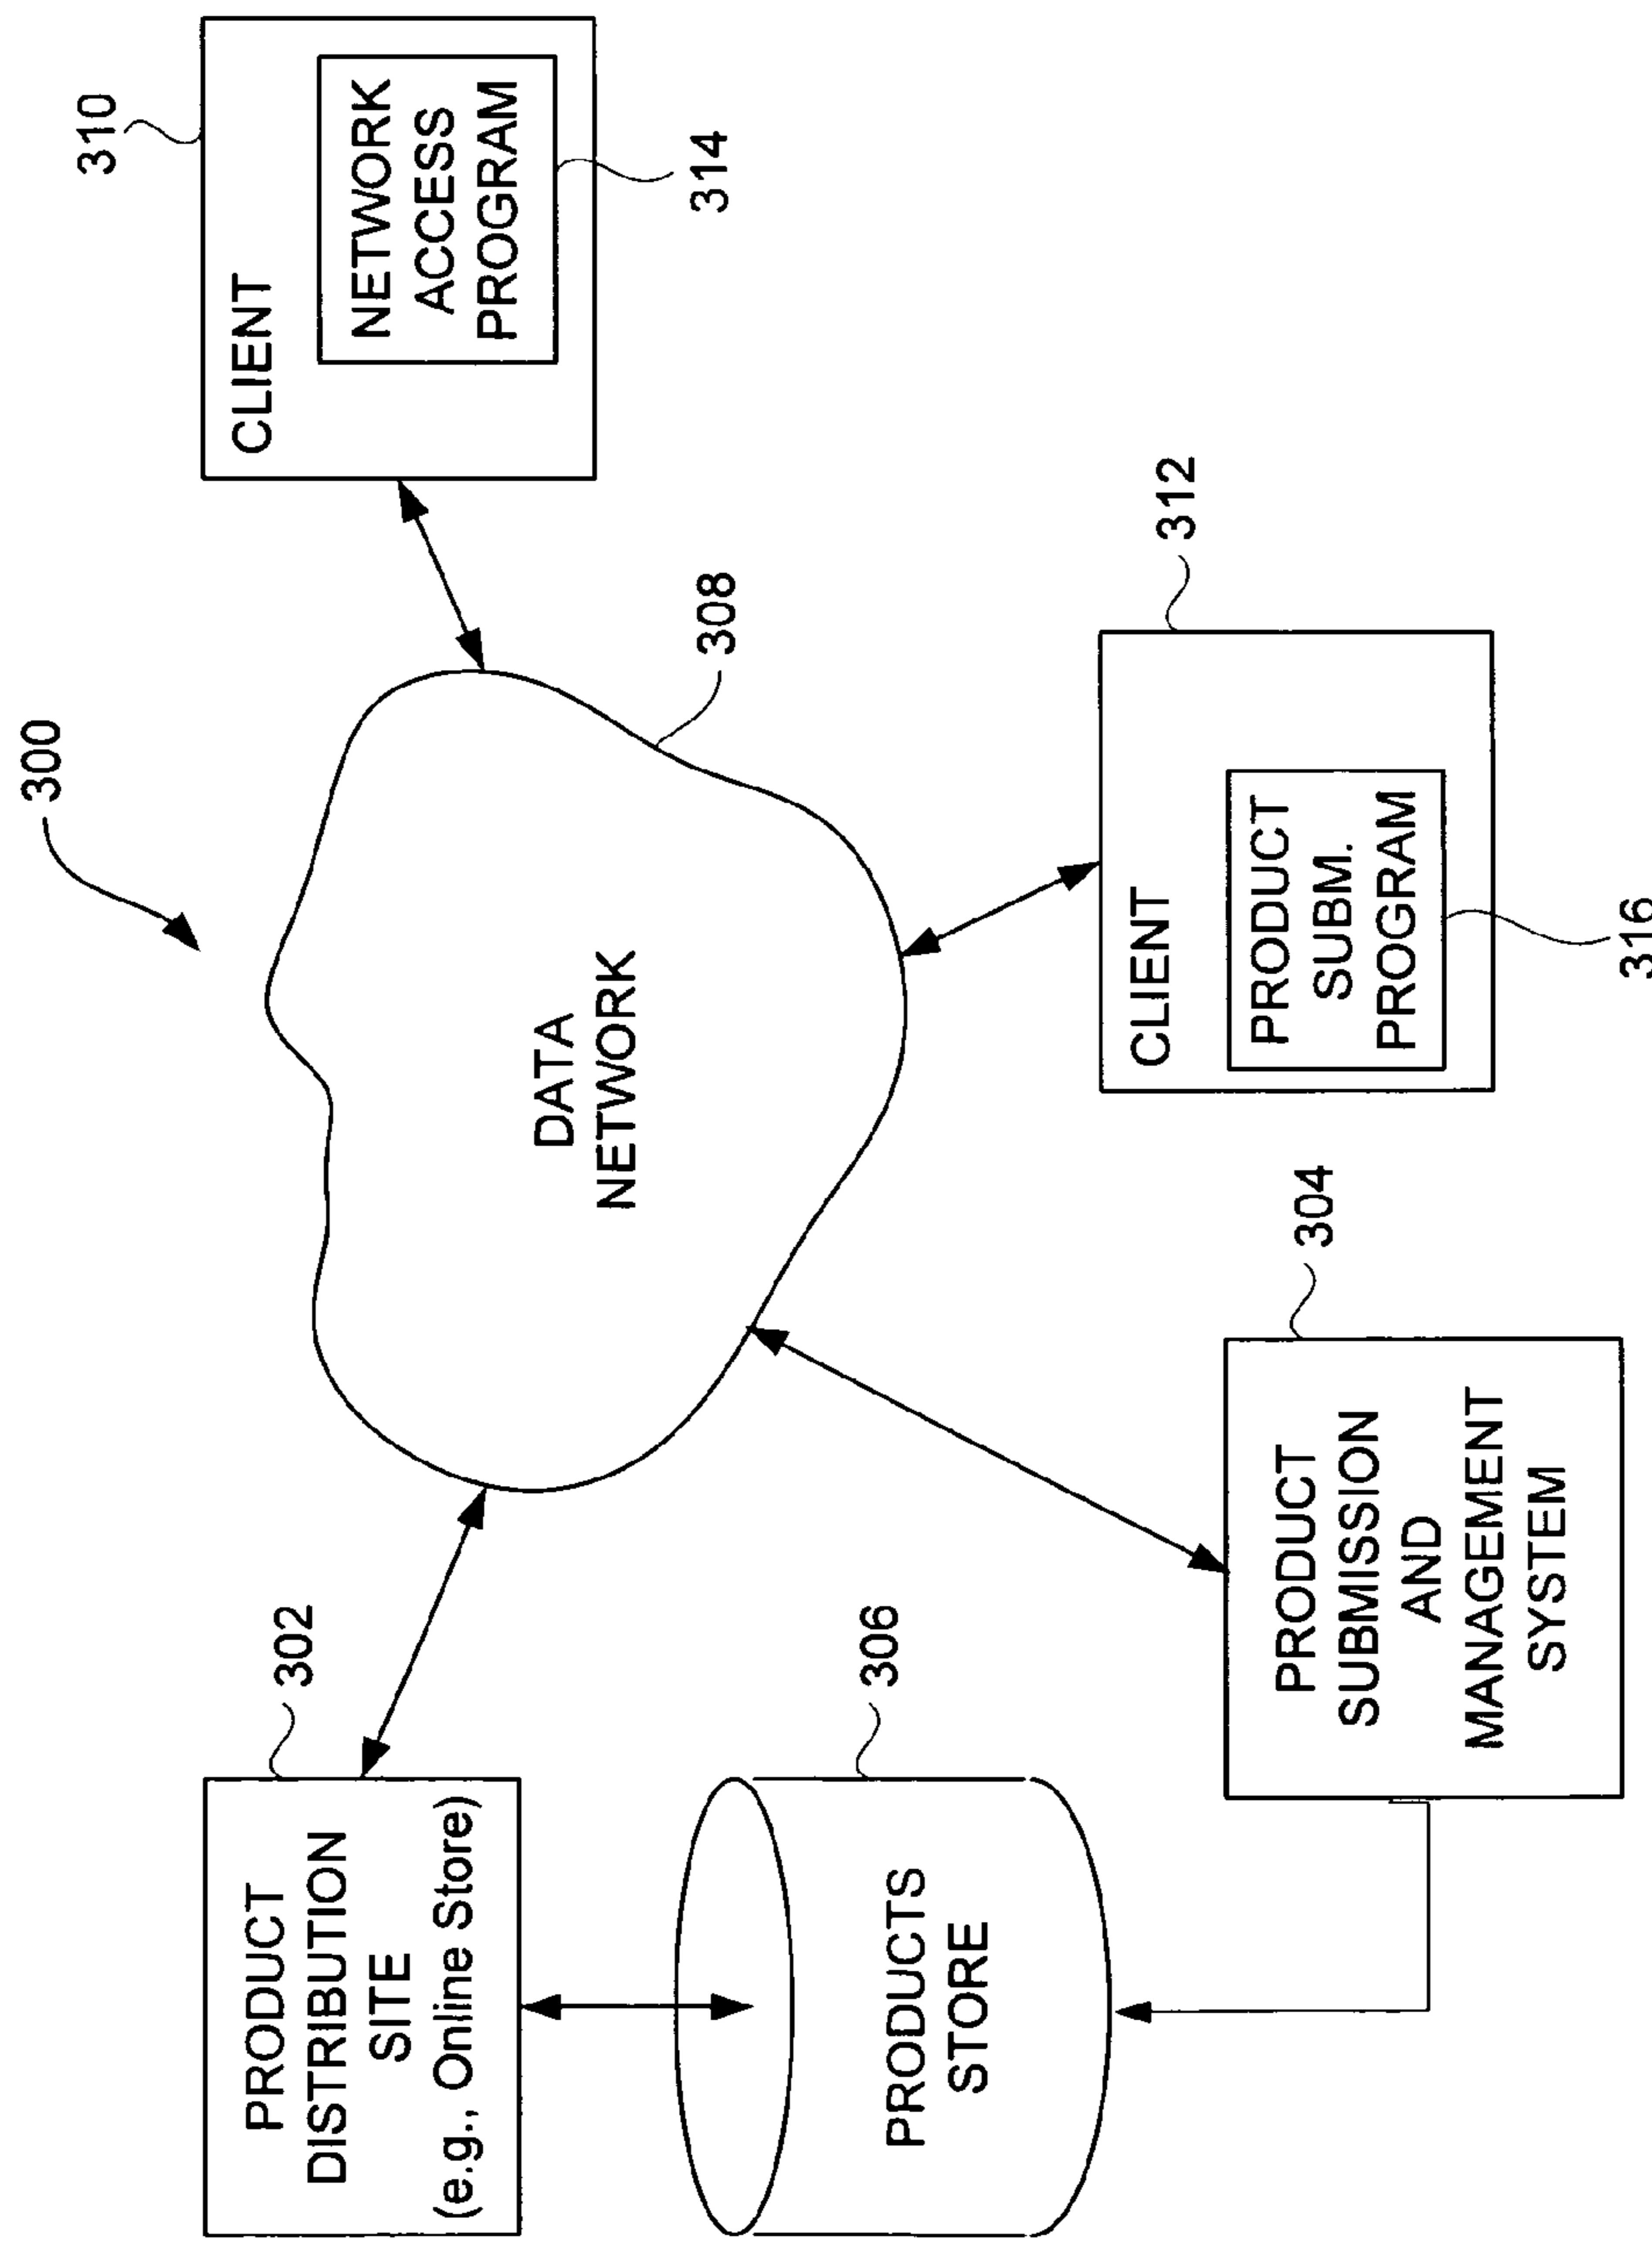 300
302
PRODUCT
DISTRIBUTION
SITE
(e.g., Online Store)
306
PRODUCTS
STORE
DATA
NETWORK
308
310
CLIENT
NETWORK
ACCESS
PROGRAM
314
312
CLIENT
PRODUCT
SUBM.
PROGRAM
316
304
PRODUCT
SUBMISSION
AND
MANAGEMENT
SYSTEM